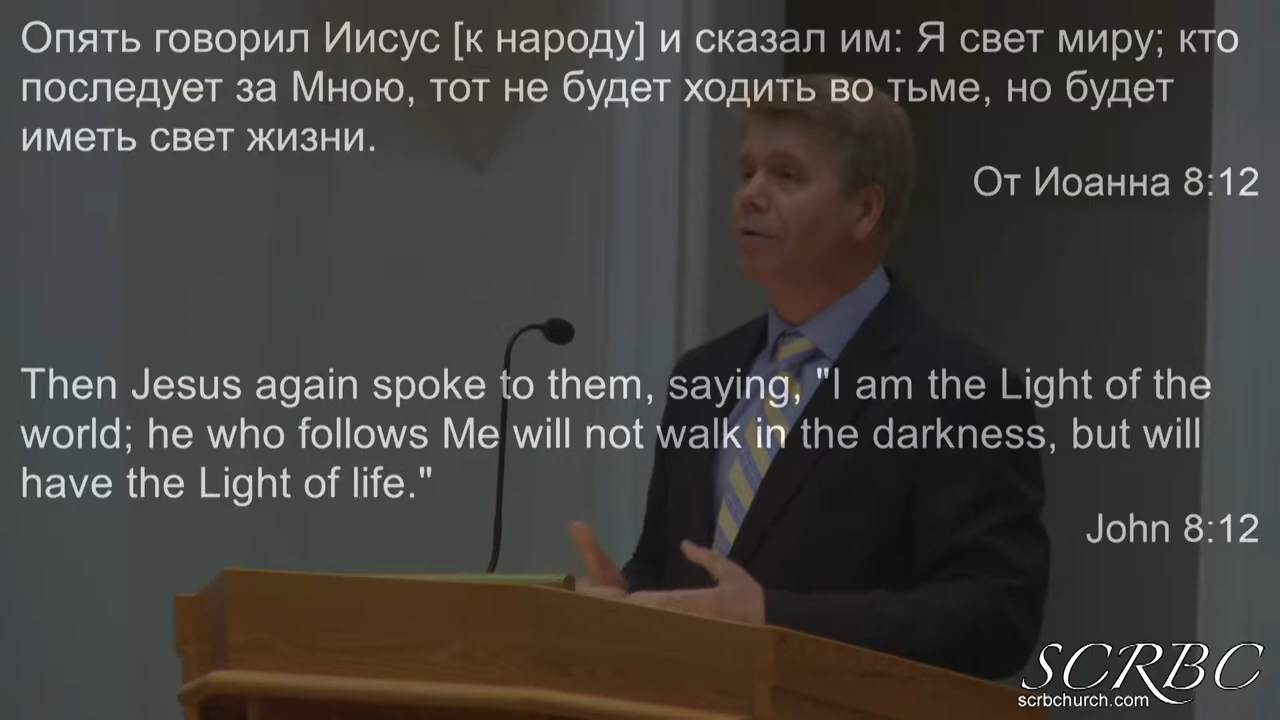 Опять говорил Иисус [к народу] и сказал им: Я свет миру; кто
последует за Мною, тот не будет ходить во тьме, но будет
иметь свет жизни.
От Иоанна 8:12
Then Jesus again spoke to them, saying, "I am the Light of the
world; he who follows Me will not walk in the darkness, but will
have the Light of life."
John 8:12
SCRBC
scrbchurch.com